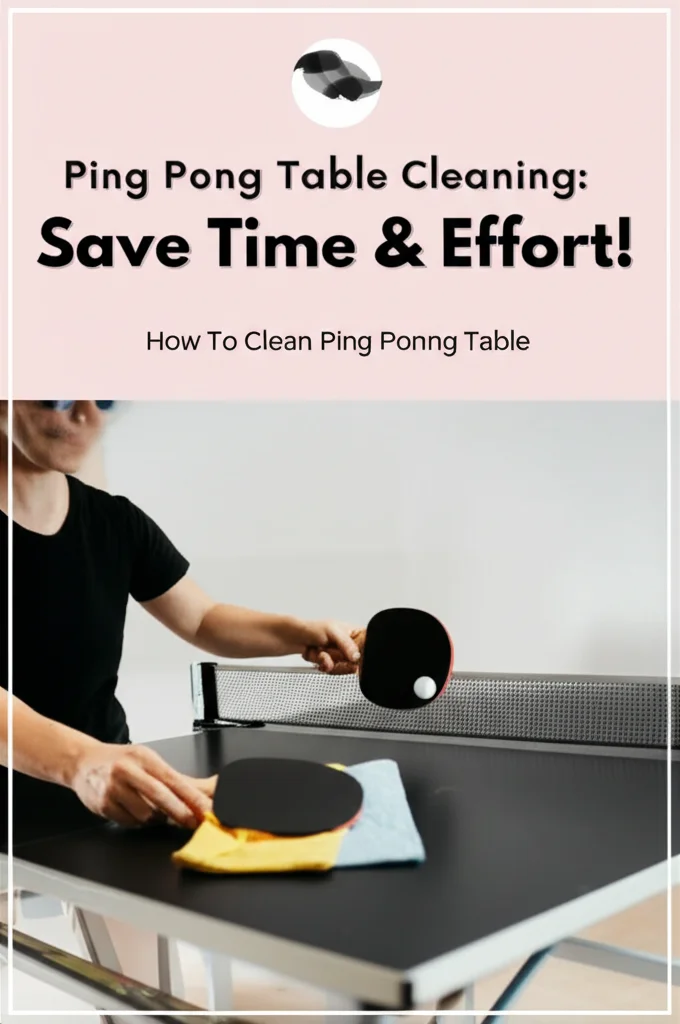 Ping Pong Table Cleaning:
Save Time & Effort!
How To Clean Ping Ponng Table